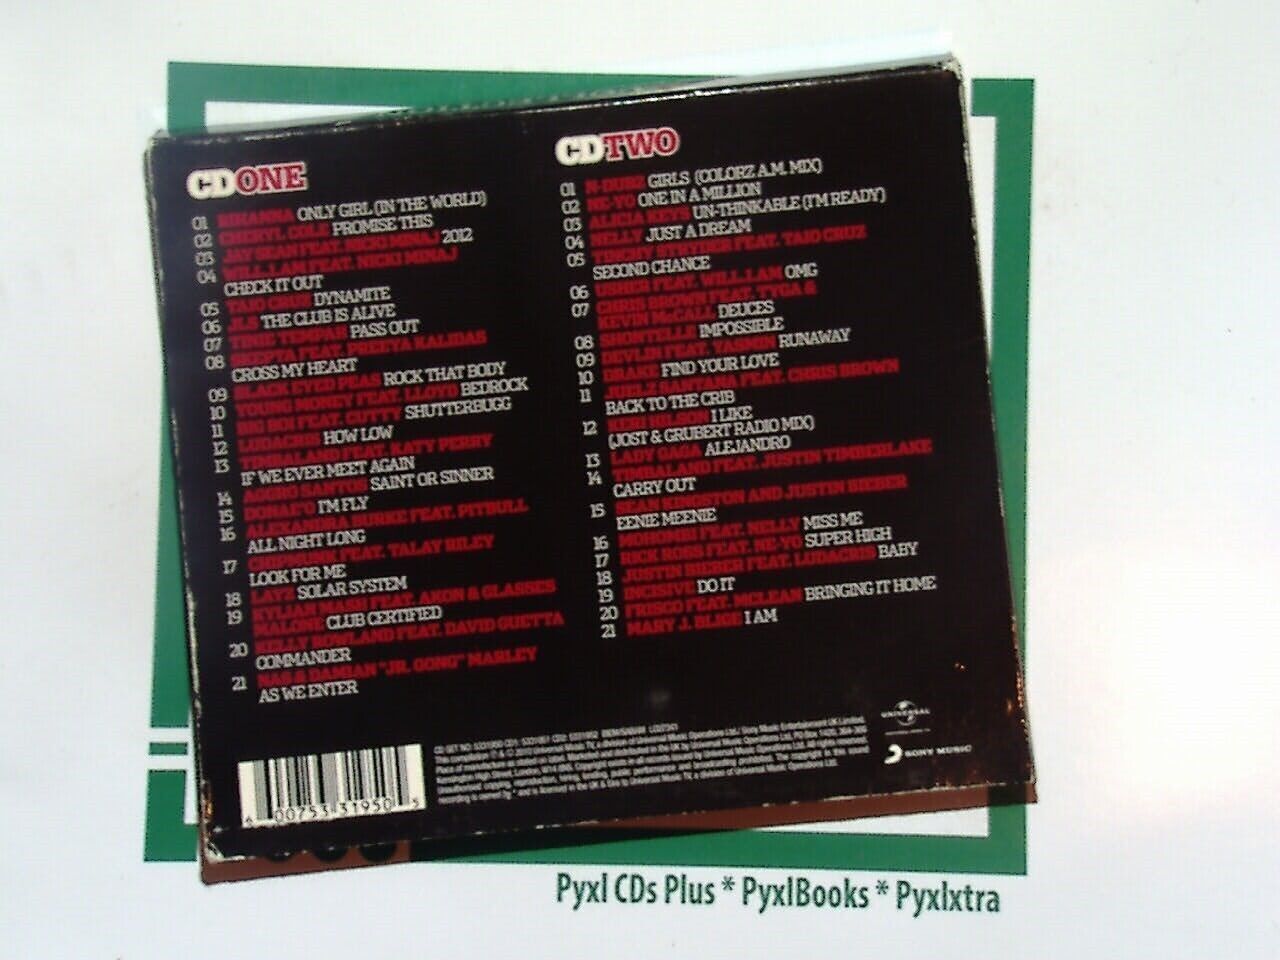 CD ONE
01 RIHANNA ONLY GIRL (IN THE WORLD)
02 CHERYL COLE PROMISE THIS
03 JAY SEAN FEAT. NICKI MINAJ 2012
04 WILL.I.AM FEAT. NICKI MINAJ
CHECK IT OUT
05 TAIO CRUZ DYNAMITE
06 JLS THE CLUB IS ALIVE
07 TINIE TEMPAH PASS OUT
08 BEEPTA FEAT. PREEYA KALIDAS
CROSS MY HEART
09 BLACK EYED PEAS ROCK THAT BODY
10 YOUNG MONEY FEAT. LLOYD BEDROCK
11 BIG BOI FEAT. CUTTY SHUTTERBUGG
12 LUDACRIS HOW LOW
13 TIMBALAND FEAT. KATY PERRY
IF WE EVER MEET AGAIN
14 AGGRO SANTOS SAINT OR SINNER
15 DONAE'O I'M FLY
16 ALEXANDRA BURKE FEAT. PITBULL
ALL NIGHT LONG
17 CHIPMUNK FEAT. TALAY RILEY
LOOK FOR ME
18 LAYZ SOLAR SYSTEM
19 KYLIAN MASH FEAT. AKON & GLASSES
MALONE CLUB CERTIFIED
20 KELLY ROWLAND FEAT. DAVID GUETTA
COMMANDER
21 NAS & DAMIAN "JR. GONG" MARLEY
AS WE ENTER
CD TWO
01 N-DUBZ GIRLS (COLORZ A.M. MIX)
02 NE-YO ONE IN A MILLION
03 ALICIA KEYS UN-THINKABLE (I'M READY)
04 NELLY JUST A DREAM
05 TINCHY STRYDER FEAT. TAIO CRUZ
SECOND CHANCE
06 USHER FEAT. WILL.I.AM OMG
07 CHRIS BROWN FEAT. TYGA &
KEVIN McCALL DEUCES
08 SHONTELLE IMPOSSIBLE
09 DEVLIN FEAT. YASMIN RUNAWAY
10 DRAKE FIND YOUR LOVE
11 JUELZ SANTANA FEAT. CHRIS BROWN
BACK TO THE CRIB
12 KERI HILSON I LIKE
(JOST & GRUBERT RADIO MIX)
13 LADY GAGA ALEJANDRO
14 TIMBALAND FEAT. JUSTIN TIMBERLAKE
CARRY OUT
15 SEAN KINGSTON AND JUSTIN BIEBER
EENIE MEENIE
16 MOHOMBI FEAT. NELLY MISS ME
17 RICK ROSS FEAT. NE-YO SUPER HIGH
18 JUSTIN BIEBER FEAT. LUDACRIS BABY
19 INCISIVE DO IT
20 FRISCO FEAT. MCLEAN BRINGING IT HOME
21 MARY J. BLIGE I AM
UNIVERSAL
SONY MUSIC
6 00753 31950 5
Pyxl CDs Plus * PyxlBooks * Pyxlxtra